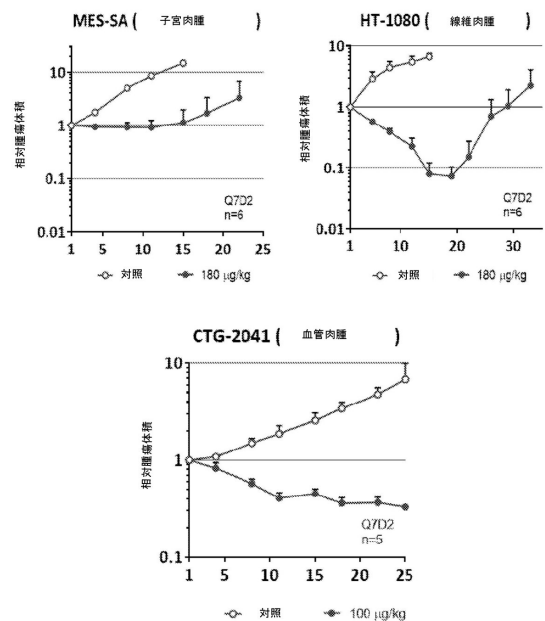 MES-SA ( 子宮肉腫 )
相対腫瘍体積
10
1
0.1
0.01
Q7D2
n=6
1 5 10 15 20 25
対照 180 µg/kg
HT-1080 ( 線維肉腫 )
相対腫瘍体積
10
1
0.1
0.01
Q7D2
n=6
1 10 20 30
対照 180 µg/kg
CTG-2041 ( 血管肉腫 )
相対腫瘍体積
10
1
0.1
Q7D2
n=5
1 5 10 15 20 25
対照 100 µg/kg